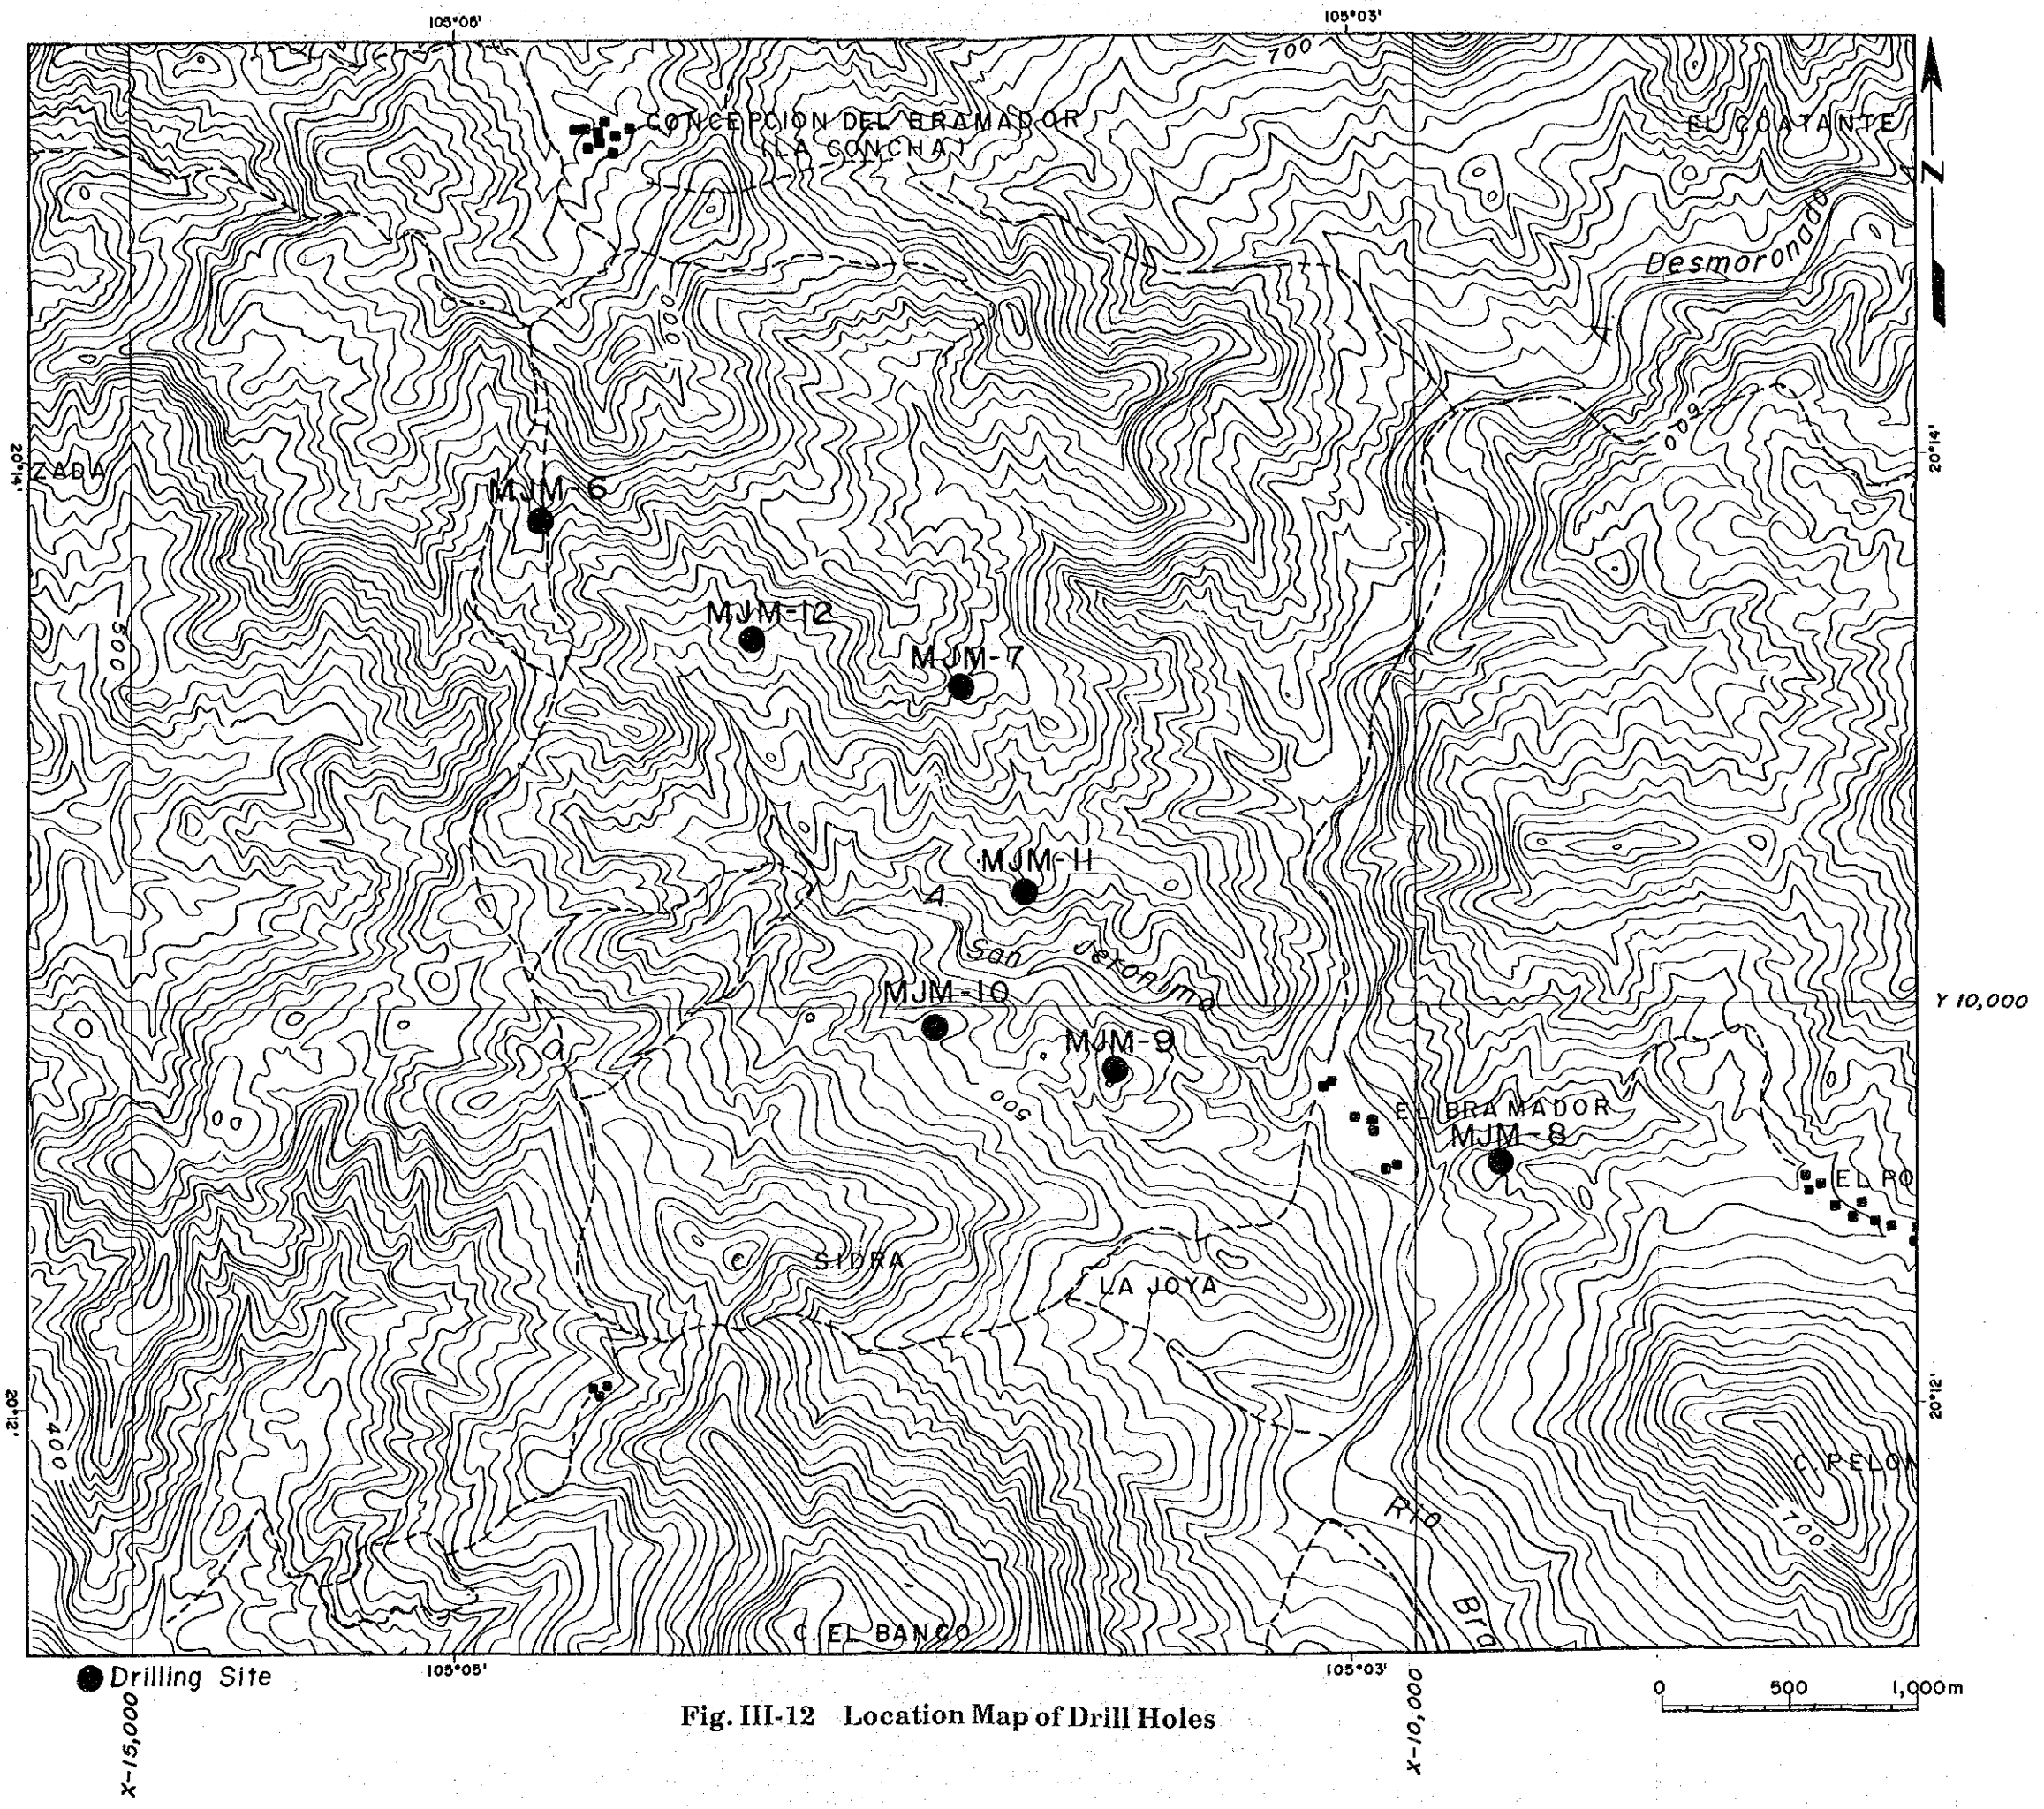 105°05'
105°03'
700
CONCEPCION DEL BRAMADOR
(LA CONCHA)
EL COATANTE
N
A. Desmoronado
600
600
20°14'
20°14'
ZADA
MJM-6
500
MJM-12
MJM-7
MJM-11
A. San Jeronimo
MJM-10
Y 10,000
MJM-9
500
EL BRAMADOR
MJM-8
EL PO
C. SIDRA
LA JOYA
20°12'
20°12'
400
C. PELON
700
Rio Bra
C. EL BANCO
Drilling Site
105°05'
105°03'
X-15,000
X-10,000
0 500 1,000m
Fig. III-12 Location Map of Drill Holes